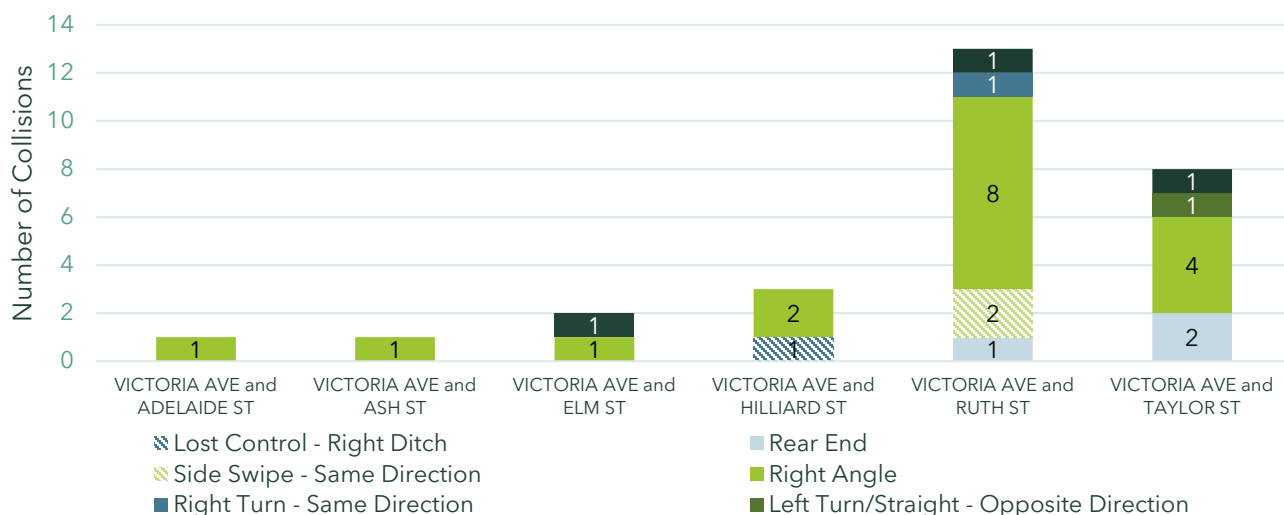 Number of Collisions
14
12
10
8
6
4
2
0
1
1
1
1
2
1
1
1
8
2
1
1
1
4
2
VICTORIA AVE and
ADELAIDE ST
VICTORIA AVE and
ASH ST
VICTORIA AVE and
ELM ST
VICTORIA AVE and
HILLIARD ST
VICTORIA AVE and
RUTH ST
VICTORIA AVE and
TAYLOR ST
Lost Control - Right Ditch
Rear End
Side Swipe - Same Direction
Right Angle
Right Turn - Same Direction
Left Turn/Straight - Opposite Direction